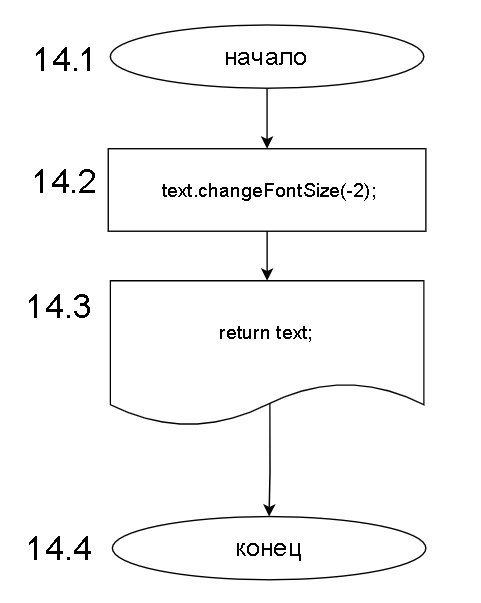 14.1
начало
14.2
text.changeFontSize(-2);
14.3
return text;
14.4
конец